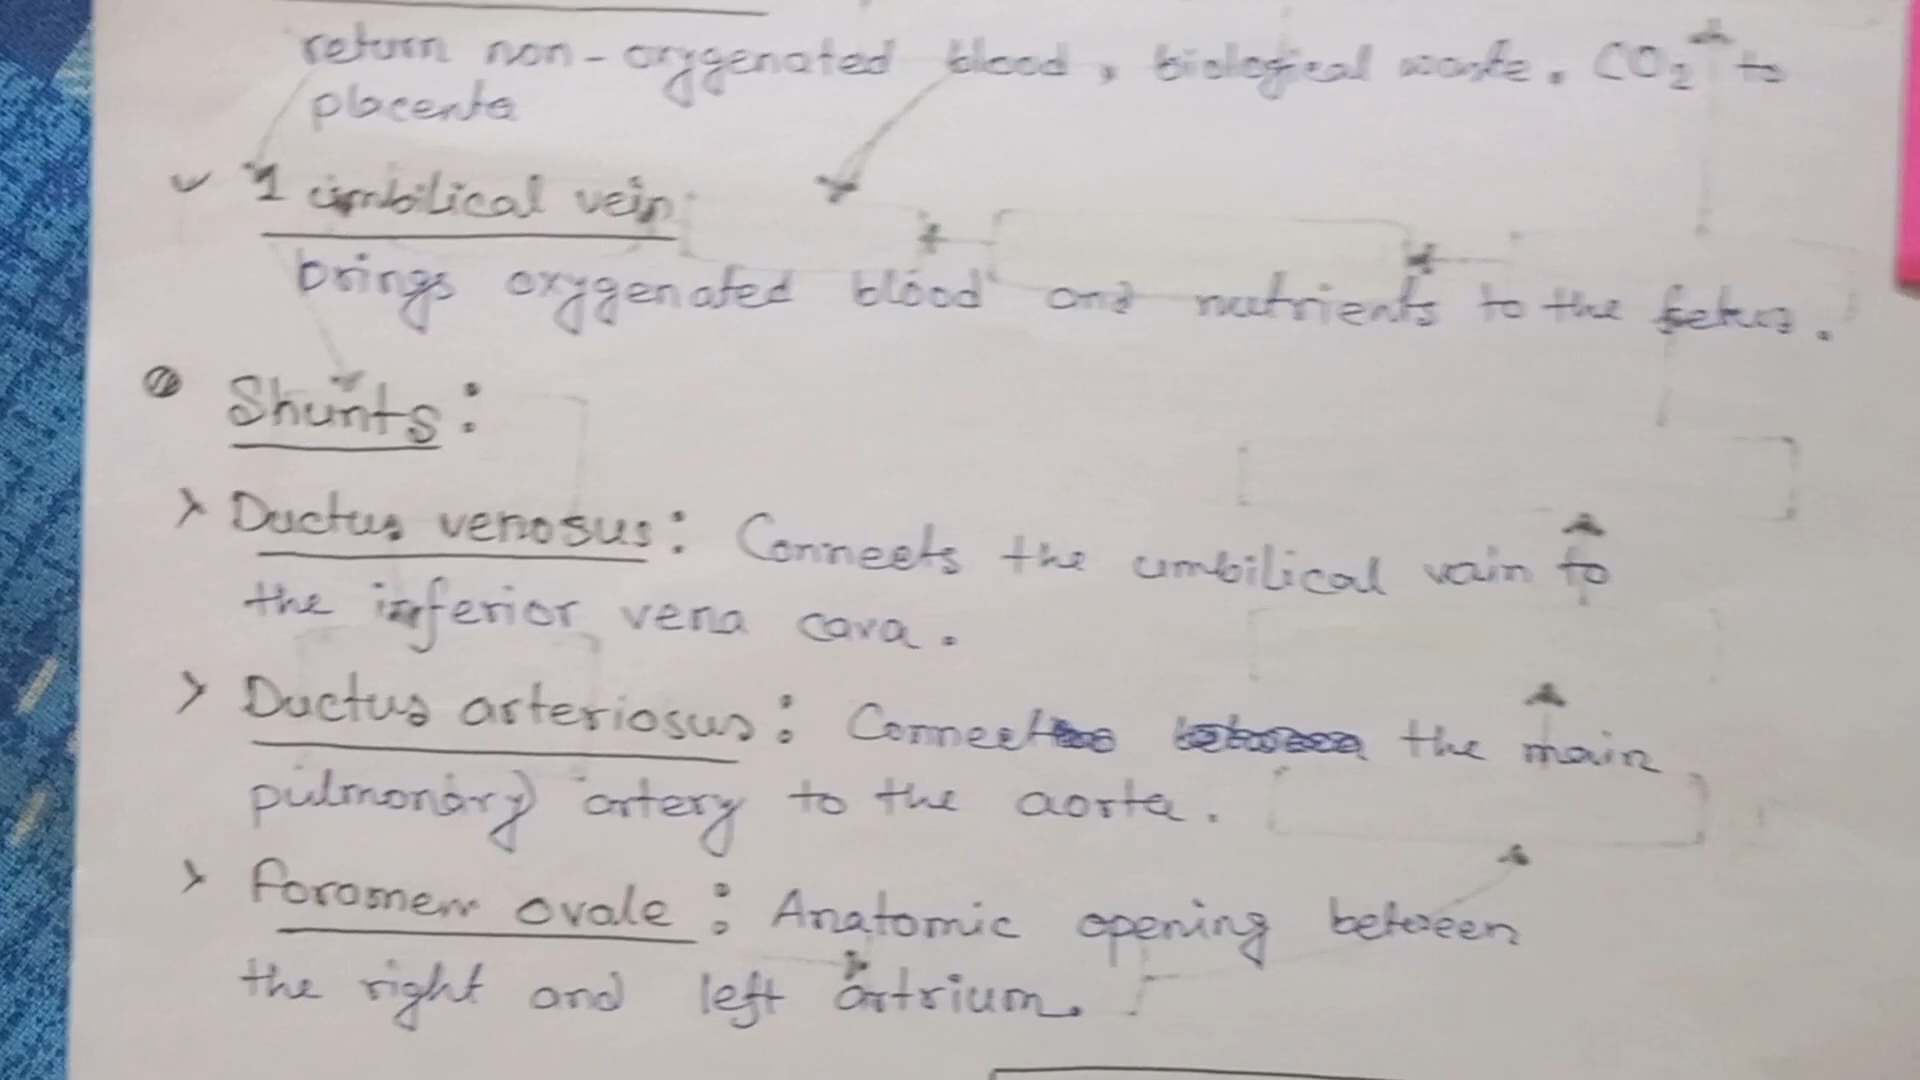 return non-oxygenated blood, biological waste, CO2 to
placenta
✓ 1 umbilical vein:
brings oxygenated blood and nutrients to the fetus.
Shunts:
> Ductus venosus: Connects the umbilical vain to
the inferior vena cava.
> Ductus arteriosus: Connect the main
pulmonary artery to the aorta.
> foramen ovale: Anatomic opening between
the right and left artrium.